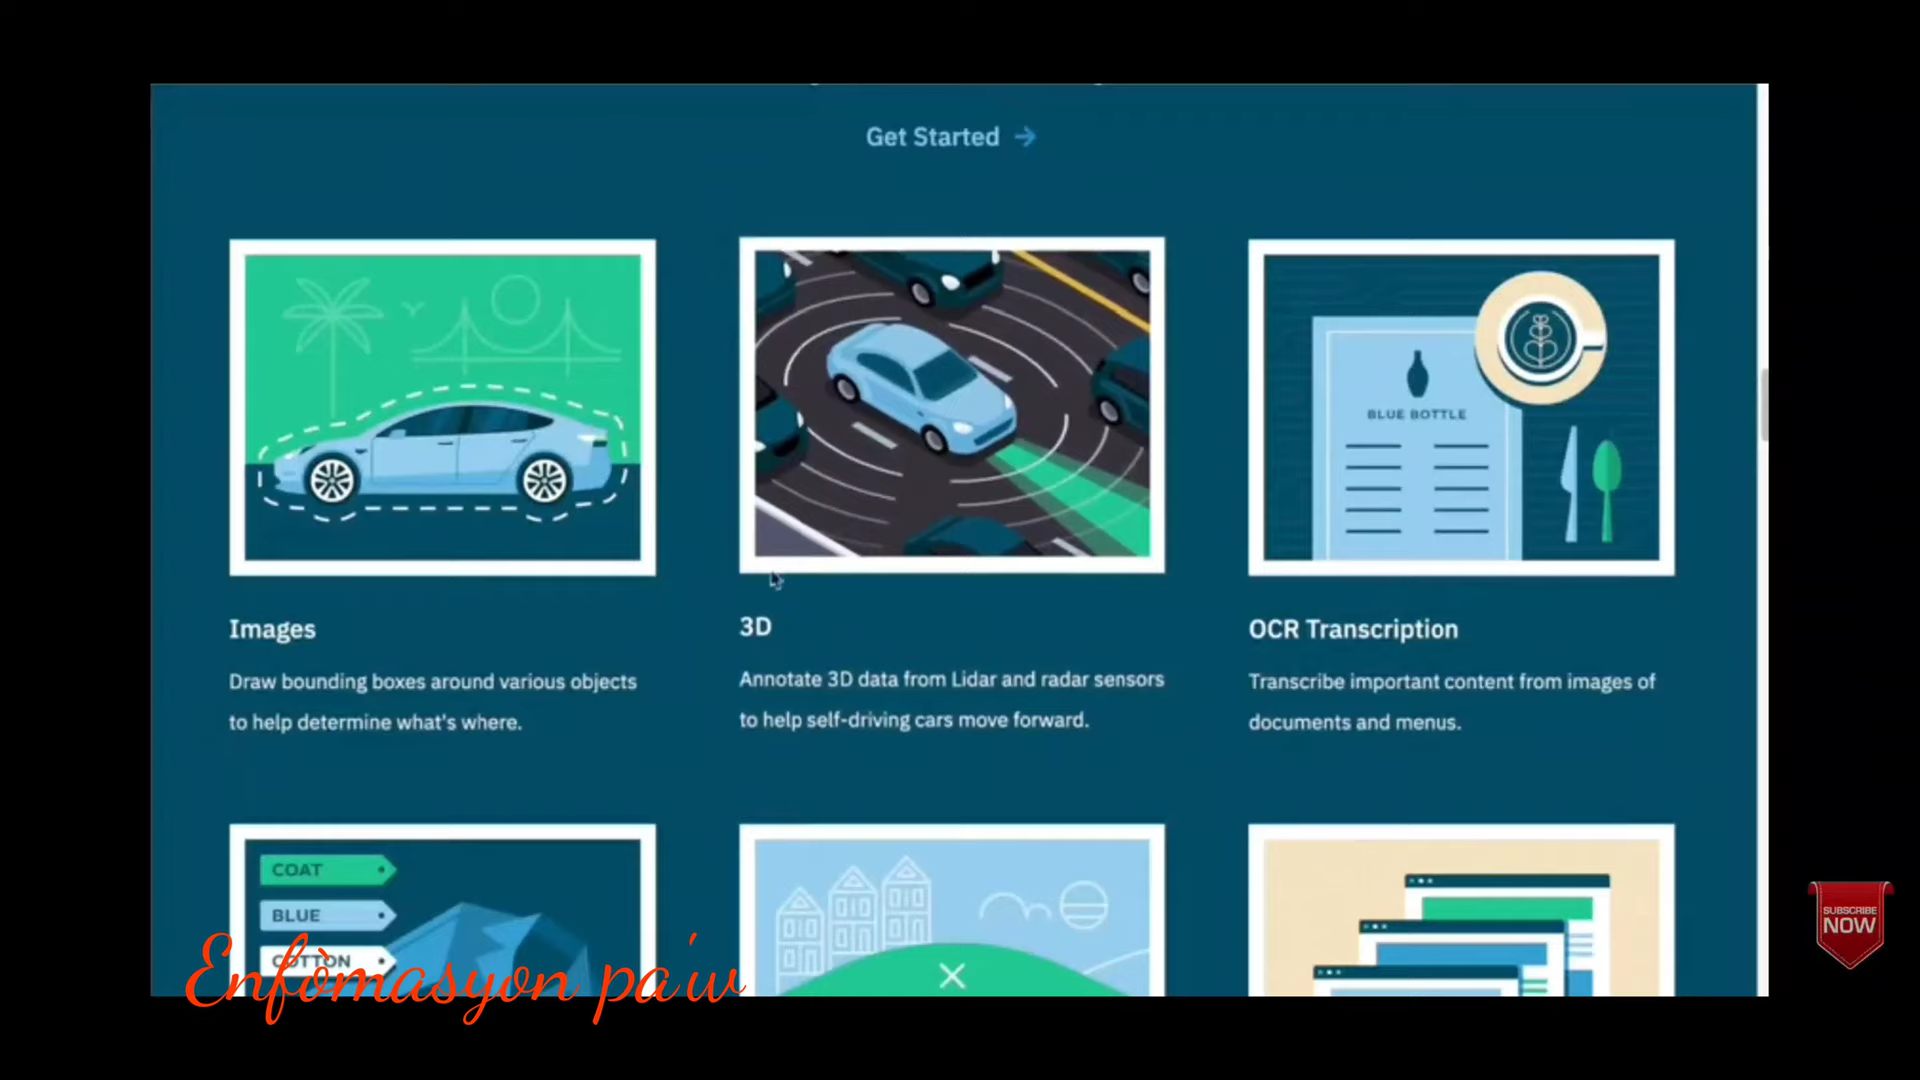 Get Started
BLUE BOTTLE
Images
Draw bounding boxes around various objects
to help determine what's where.
3D
Annotate 3D data from Lidar and radar sensors
to help self-driving cars move forward.
OCR Transcription
Transcribe important content from images of
documents and menus.
COAT
BLUE
COTTON
Enfòmasyon pa'w
SUBSCRIBE
NOW